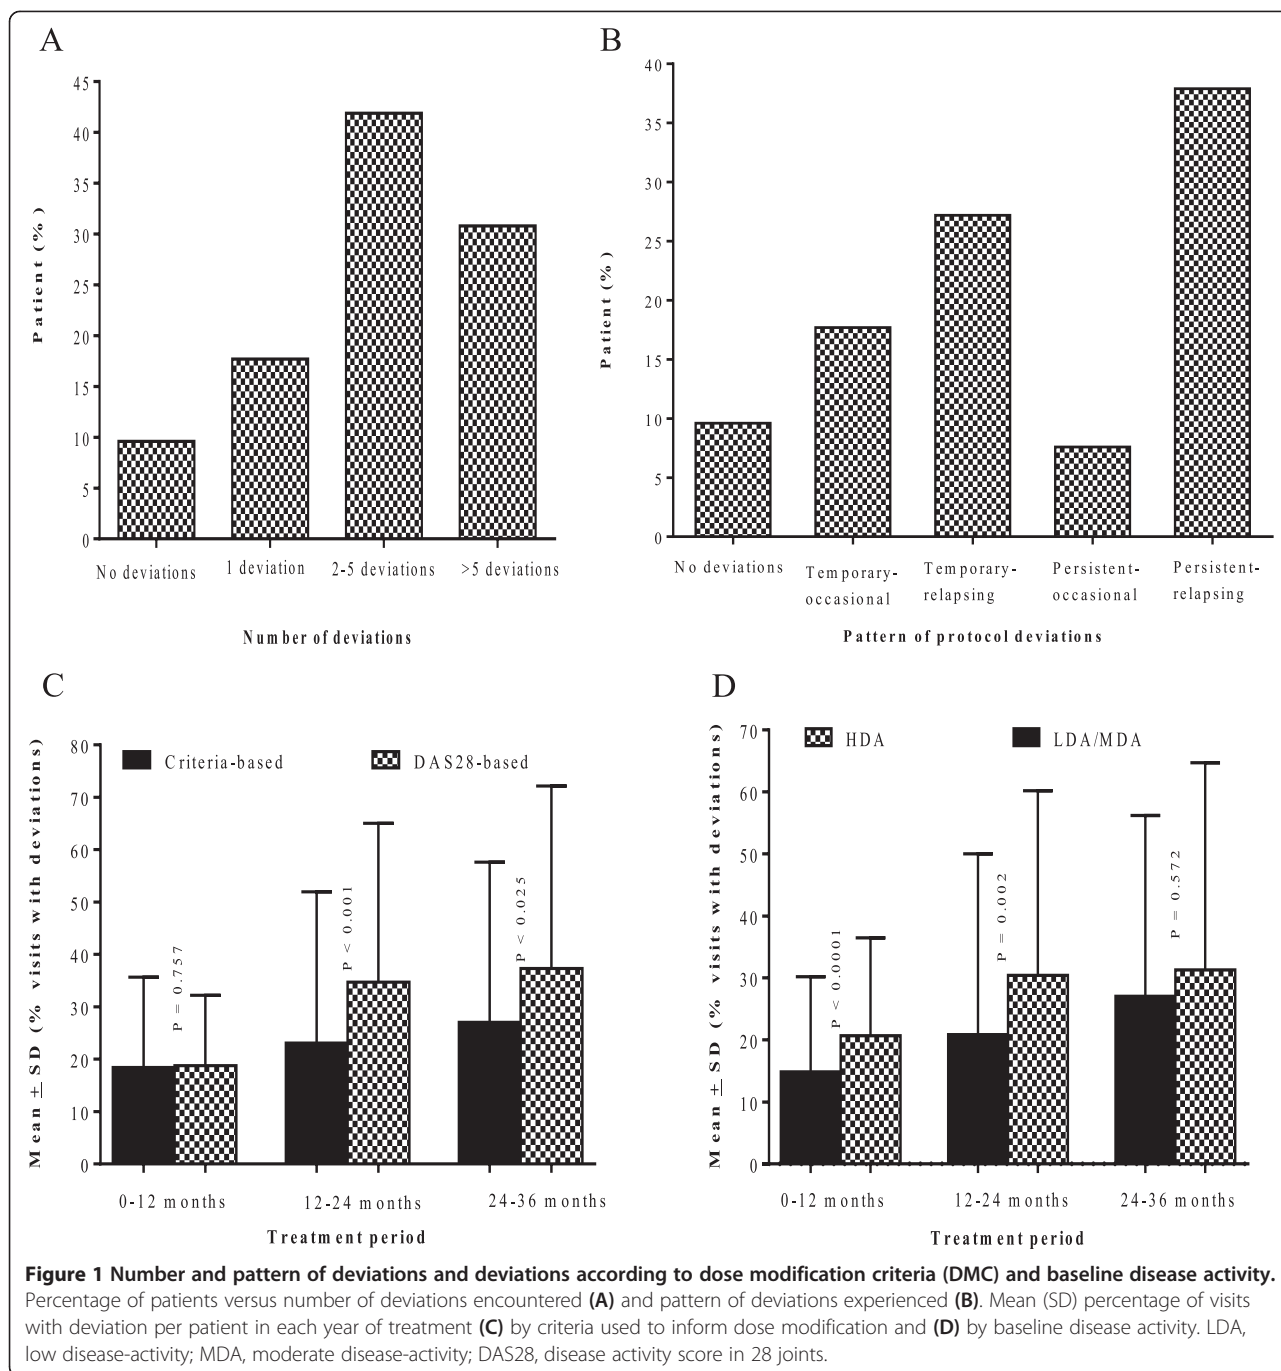 A
45
40
35
30
25
20
15
10
5
0
Patient (%)
No deviations
1 deviation
2-5 deviations
>5 deviations
Number of deviations
B
40
35
30
25
20
15
10
5
0
Patient (%)
No deviations
Temporary-
occasional
Temporary-
relapsing
Persistent-
occasional
Persistent-
relapsing
Pattern of protocol deviations
C
80
70
60
50
40
30
20
10
0
Mean ± SD (% visits with deviations)
Criteria-based
DAS28-based
P = 0.757
P < 0.001
P < 0.025
0-12 months
12-24 months
24-36 months
Treatment period
D
70
60
50
40
30
20
10
0
Mean ± SD (% visits with deviations)
HDA
LDA/MDA
P < 0.0001
P = 0.002
P = 0.572
0-12 months
12-24 months
24-36 months
Treatment period
Figure 1 Number and pattern of deviations and deviations according to dose modification criteria (DMC) and baseline disease activity.
Percentage of patients versus number of deviations encountered (A) and pattern of deviations experienced (B). Mean (SD) percentage of visits
with deviation per patient in each year of treatment (C) by criteria used to inform dose modification and (D) by baseline disease activity. LDA,
low disease-activity; MDA, moderate disease-activity; DAS28, disease activity score in 28 joints.